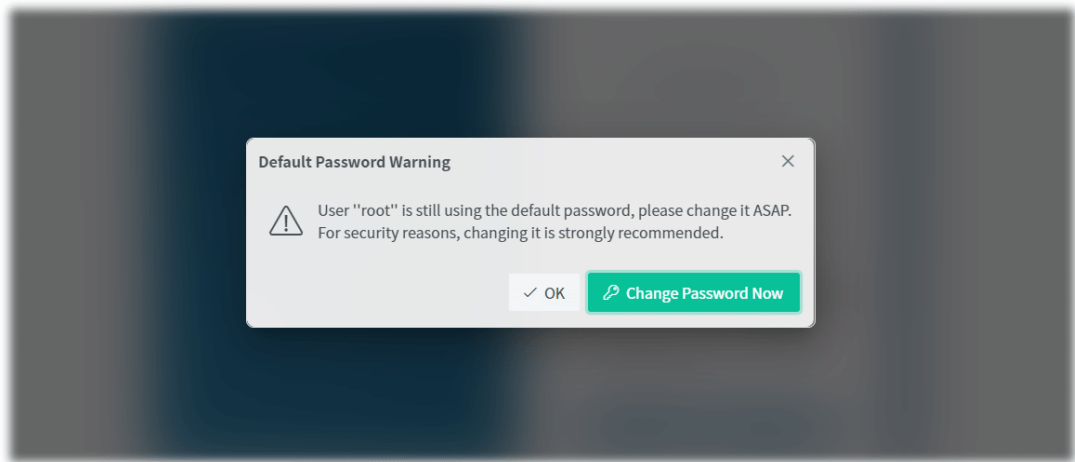 Default Password Warning
User "root" is still using the default password, please change it ASAP.
For security reasons, changing it is strongly recommended.
OK
Change Password Now